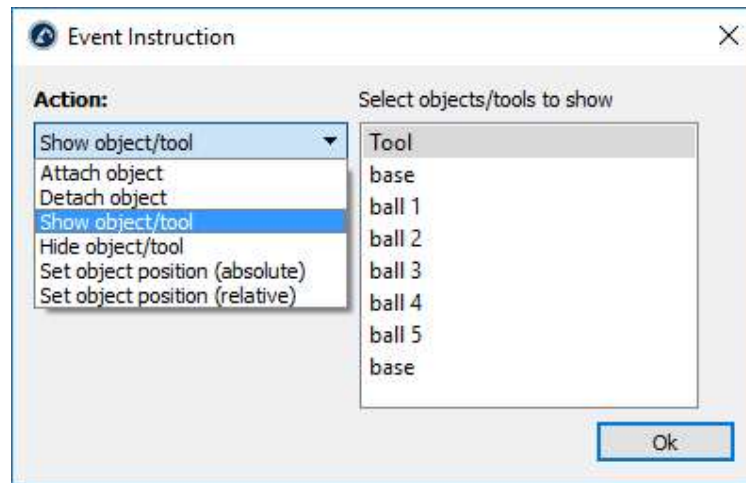 Event Instruction
Action:
Show object/tool
Attach object
Detach object
Show object/tool
Hide object/tool
Set object position (absolute)
Set object position (relative)
Select objects/tools to show
Tool
base
ball 1
ball 2
ball 3
ball 4
ball 5
base
Ok